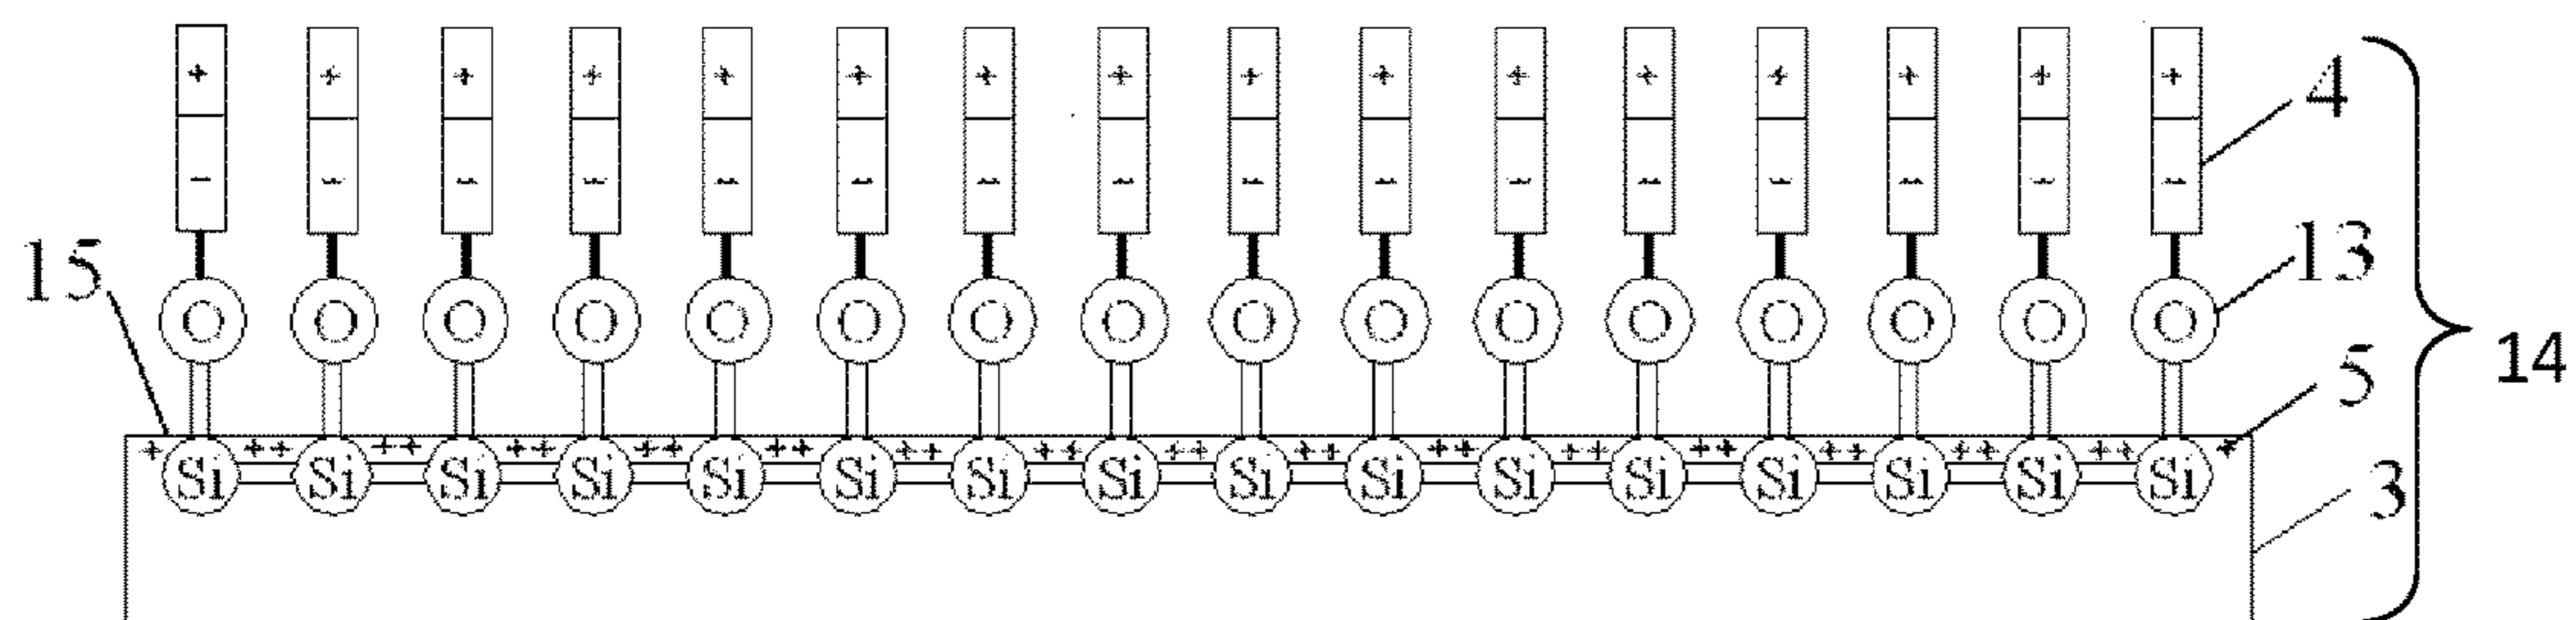 + + + + + + + + + + + + + + + +
4
− − − − − − − − − − − − − − − −
15
13
O O O O O O O O O O O O O O O O
14
5
+ ++ ++ ++ ++ ++ ++ ++ ++ ++ ++ ++ ++ ++ ++ ++ +
Si Si Si Si Si Si Si Si Si Si Si Si Si Si Si Si
3